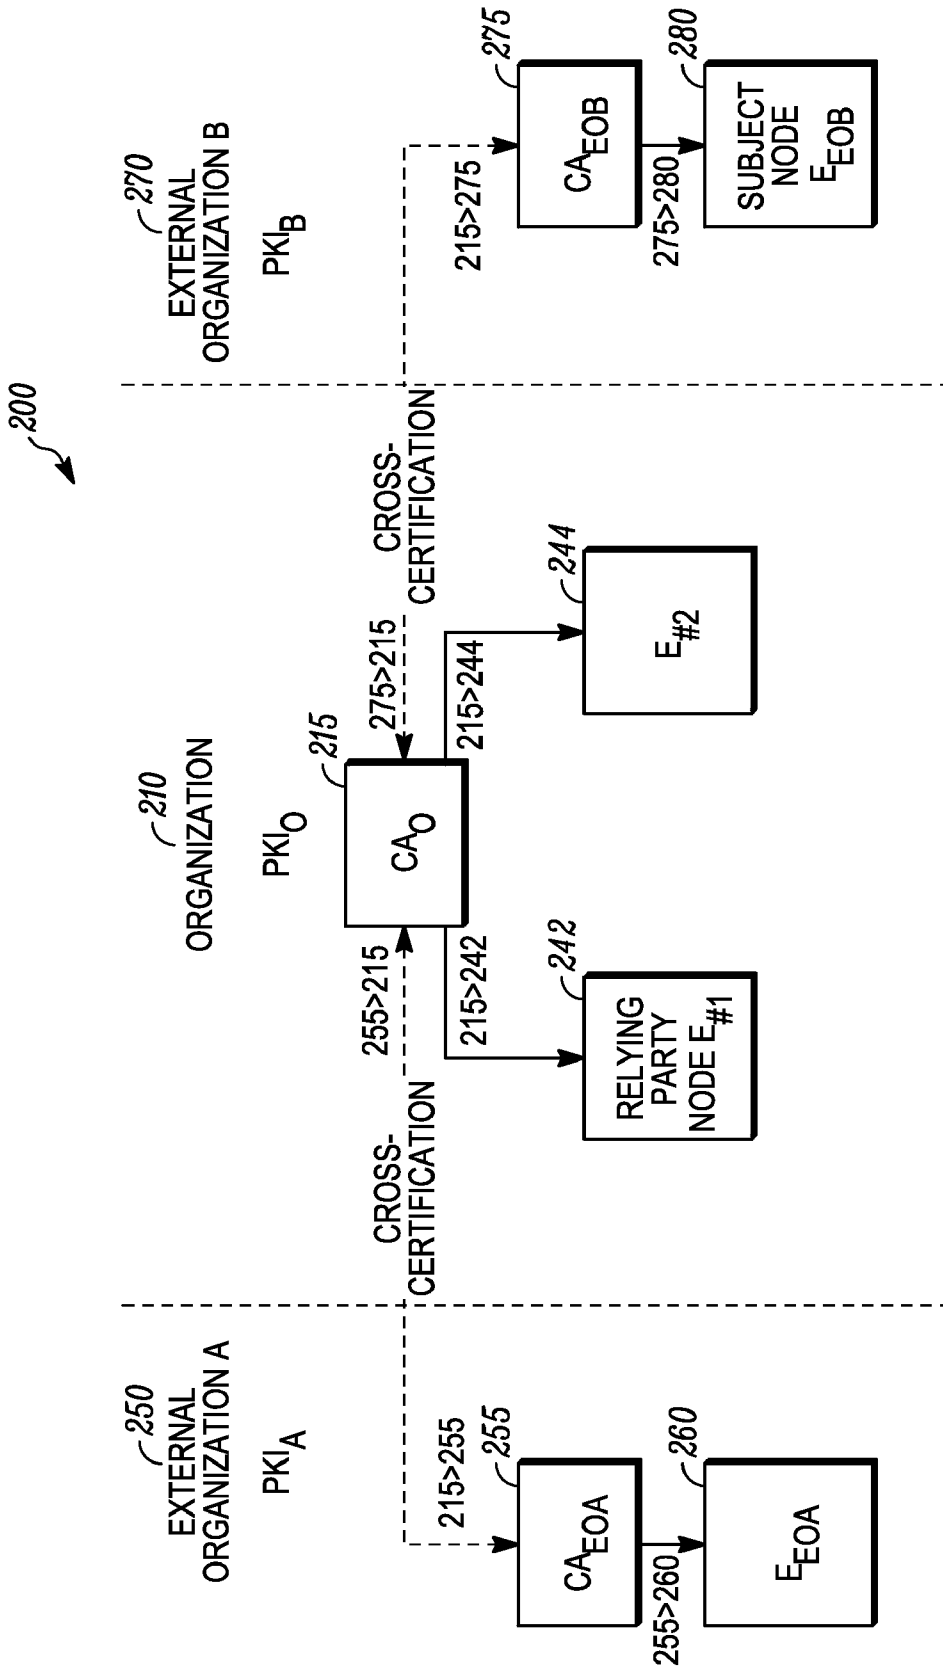 200
250
EXTERNAL
ORGANIZATION A
PKI_A
210
ORGANIZATION
PKI_O
270
EXTERNAL
ORGANIZATION B
PKI_B
215>255
CROSS-
CERTIFICATION
255>215
215
CA_O
275>215
CROSS-
CERTIFICATION
215>275
215>242
215>244
255
CA_EOA
255>260
260
E_EOA
242
RELYING
PARTY
NODE E_#1
244
E_#2
275
CA_EOB
275>280
280
SUBJECT
NODE
E_EOB